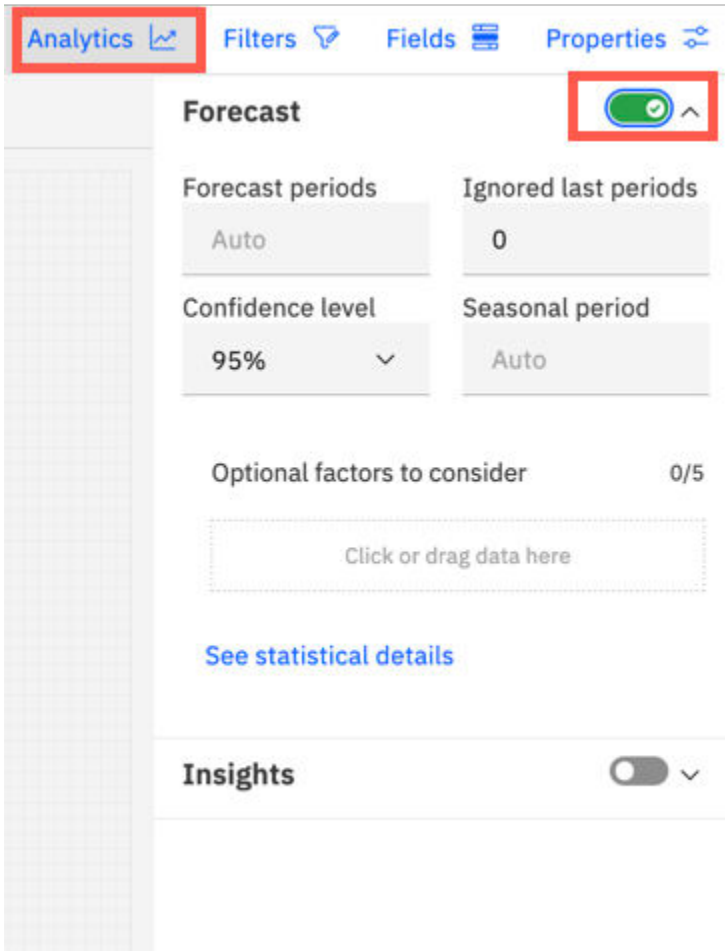 Analytics Filters Fields Properties
Forecast
Forecast periods Ignored last periods
Auto 0
Confidence level Seasonal period
95% Auto
Optional factors to consider 0/5
Click or drag data here
See statistical details
Insights